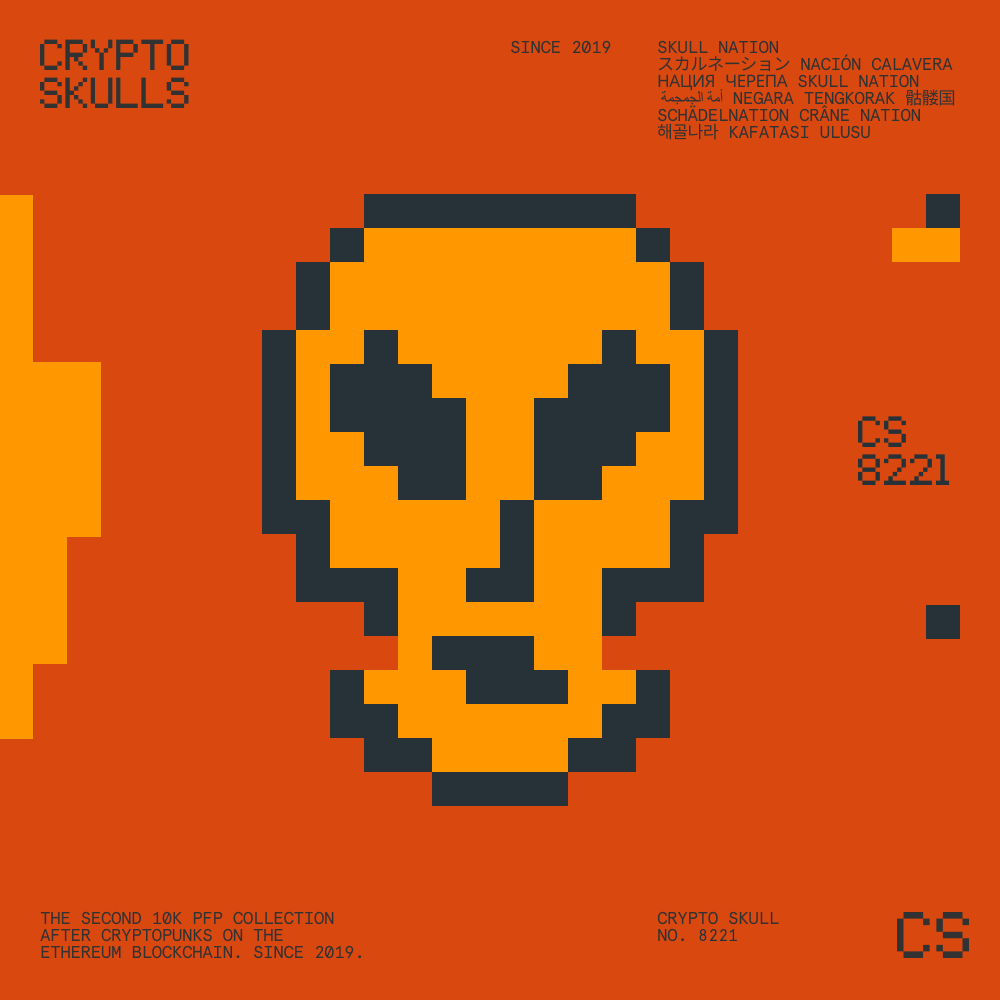 CRYPTO
SKULLS
SINCE 2019
SKULL NATION
スカルネーション NACIÓN CALAVERA
НАЦИЯ ЧЕРЕПА SKULL NATION
أمة الجمجمة NEGARA TENGKORAK 骷髅国
SCHÄDELNATION CRÂNE NATION
해골나라 KAFATASI ULUSU
CS
8221
THE SECOND 10K PFP COLLECTION
AFTER CRYPTOPUNKS ON THE
ETHEREUM BLOCKCHAIN. SINCE 2019.
CRYPTO SKULL
NO. 8221
CS